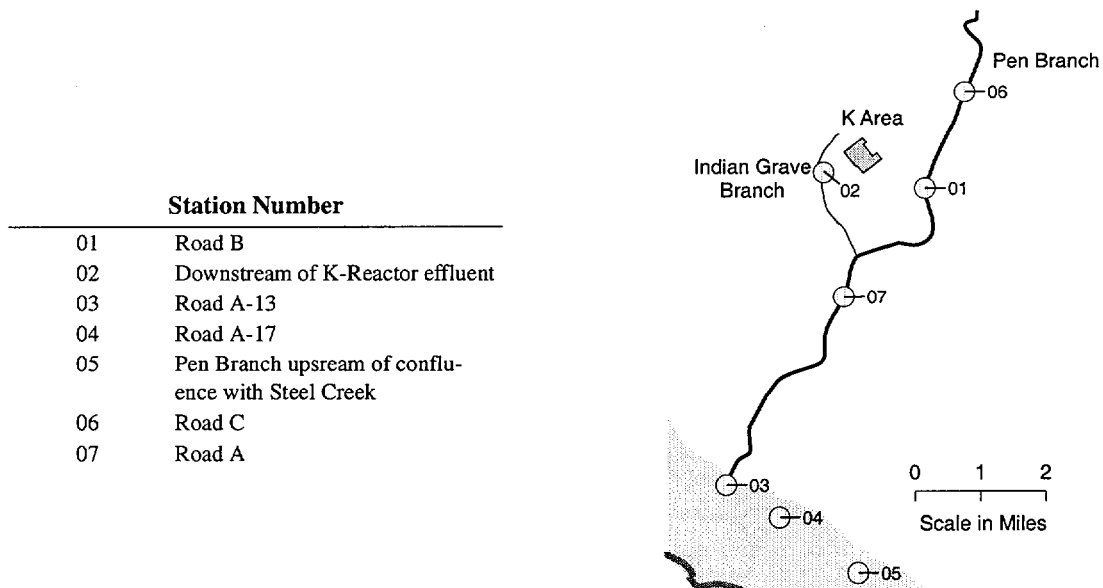 Station Number
01 Road B
02 Downstream of K-Reactor effluent
03 Road A-13
04 Road A-17
05 Pen Branch upsream of conflu-
ence with Steel Creek
06 Road C
07 Road A
Pen Branch
06
K Area
Indian Grave
Branch
02
01
07
03
04
05
0 1 2
Scale in Miles